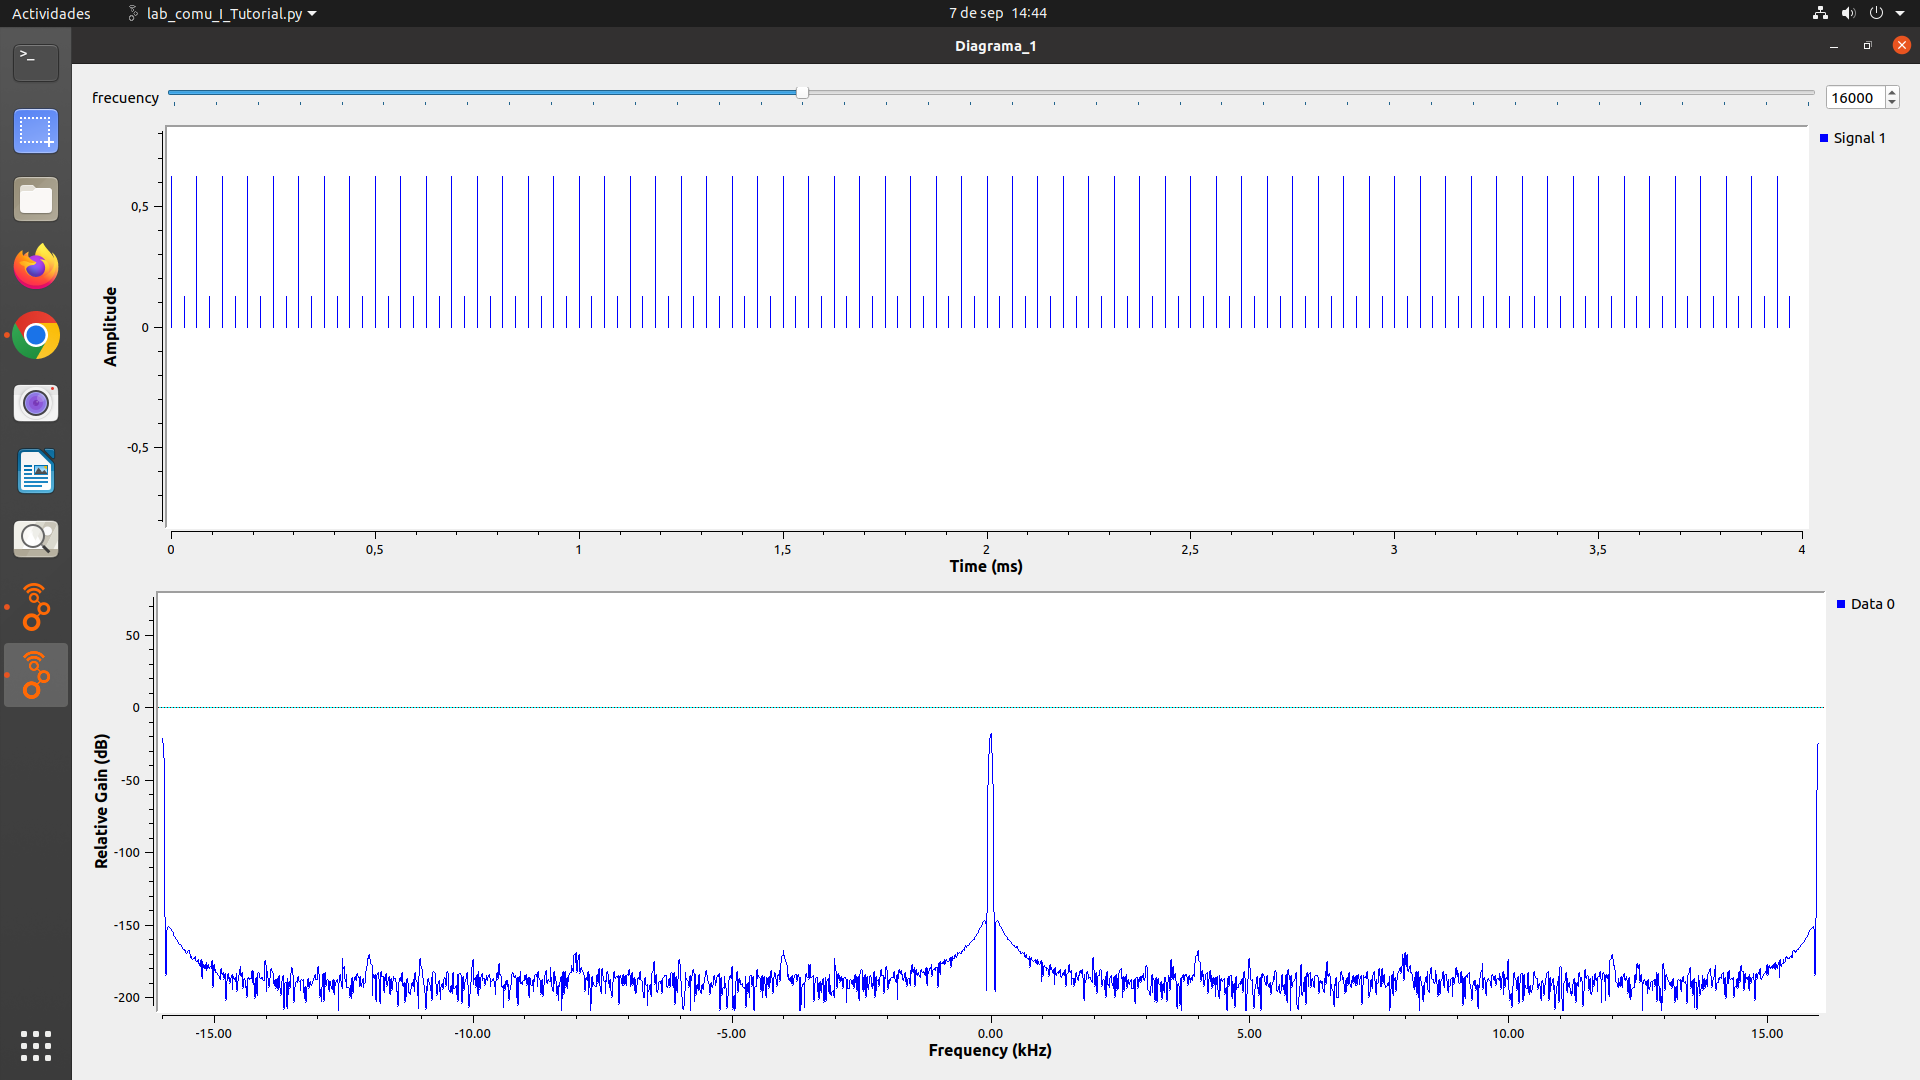 Actividades
lab_comu_I_Tutorial.py
7 de sep 14:44
Diagrama_1
>_
frecuency
16000
Signal 1
0,5
0
-0,5
Amplitude
0 0,5 1 1,5 2 2,5 3 3,5 4
Time (ms)
Data 0
50
0
-50
-100
-150
-200
Relative Gain (dB)
-15.00 -10.00 -5.00 0.00 5.00 10.00 15.00
Frequency (kHz)